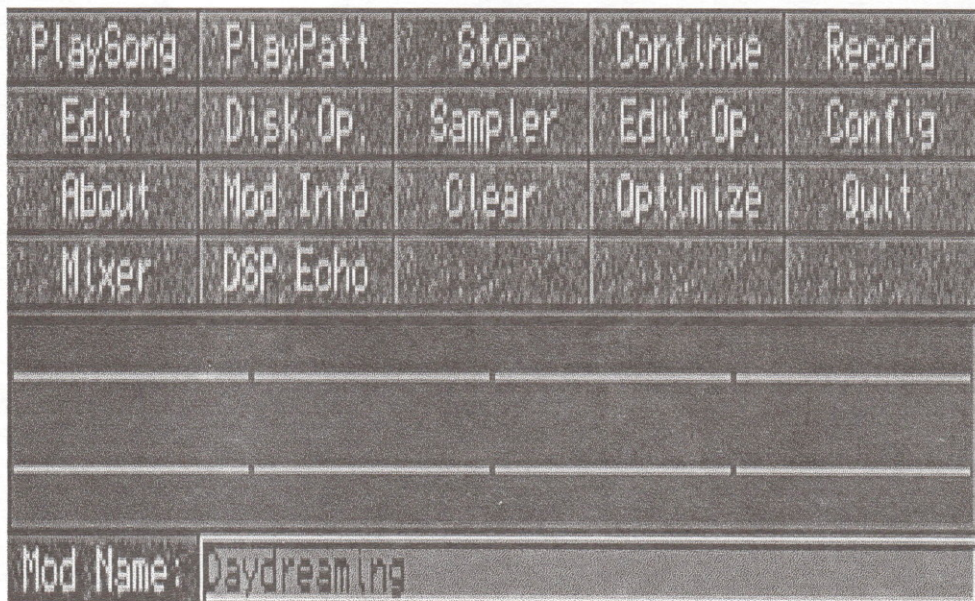 PlaySong PlayPatt Stop Continue Record
Edit Disk Op. Sampler Edit Op. Config
About Mod Info Clear Optimize Quit
Mixer DSP Echo
Mod Name: Daydreaming